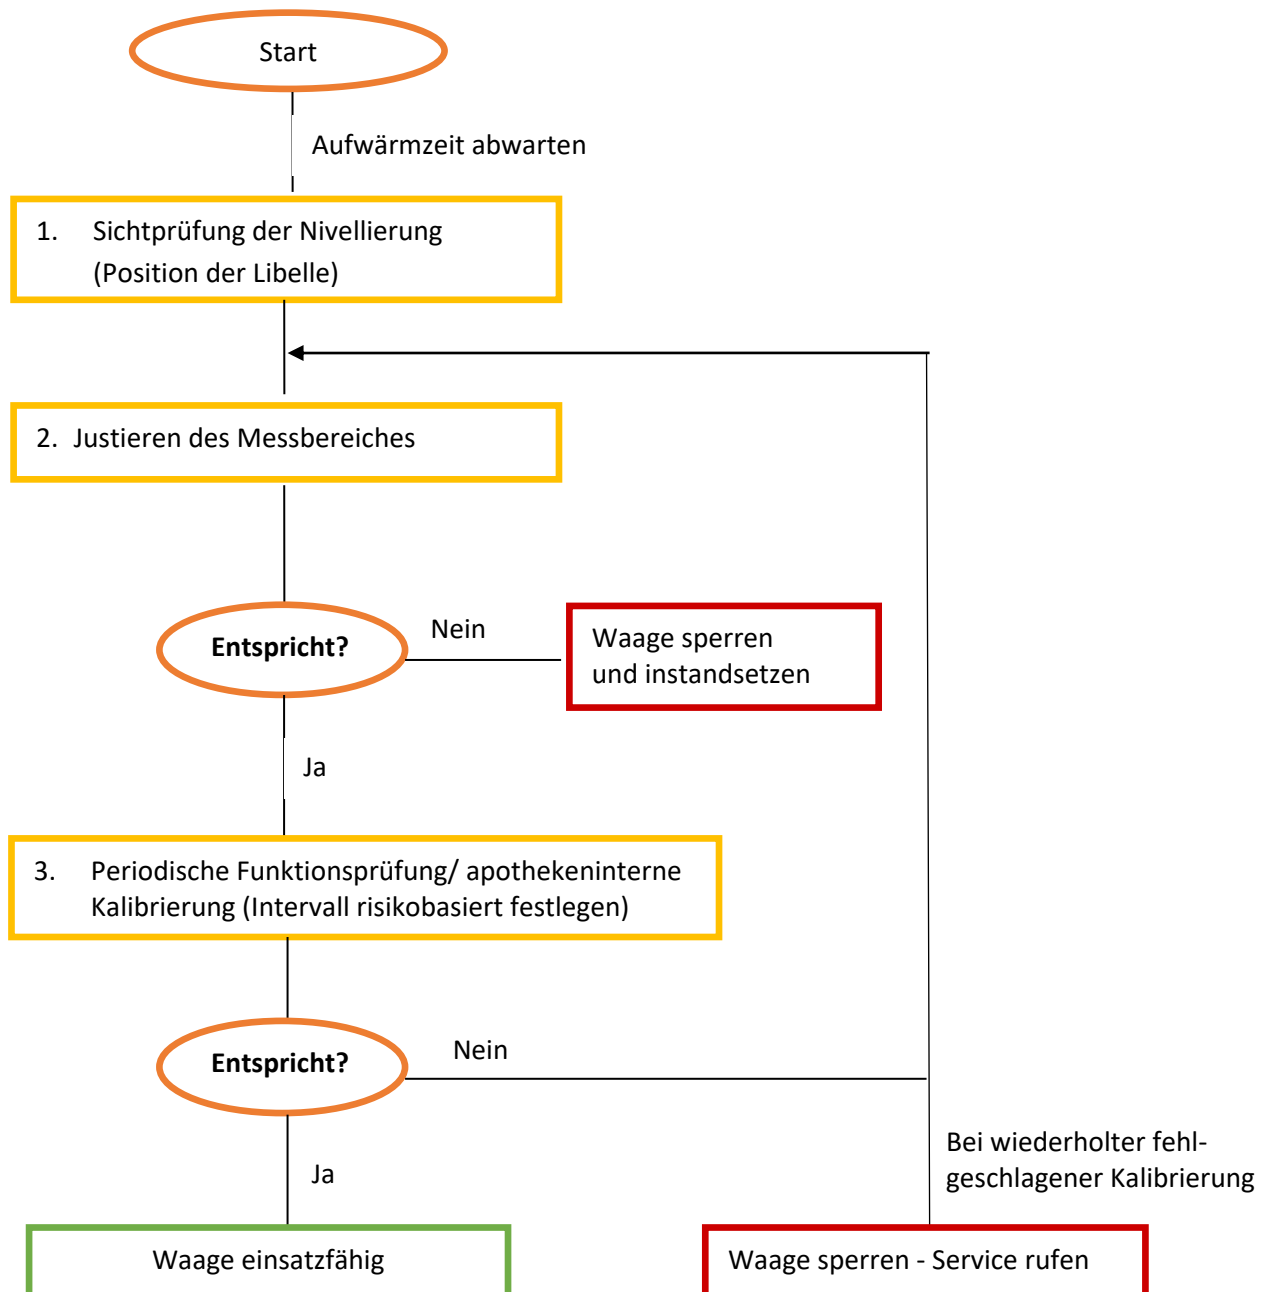 Start
Aufwärmzeit abwarten
1. Sichtprüfung der Nivellierung
(Position der Libelle)
2. Justieren des Messbereiches
Entspricht?
Nein
Waage sperren
und instandsetzen
Ja
3. Periodische Funktionsprüfung/ apothekeninterne
Kalibrierung (Intervall risikobasiert festlegen)
Entspricht?
Nein
Bei wiederholter fehl-
geschlagener Kalibrierung
Ja
Waage einsatzfähig
Waage sperren - Service rufen